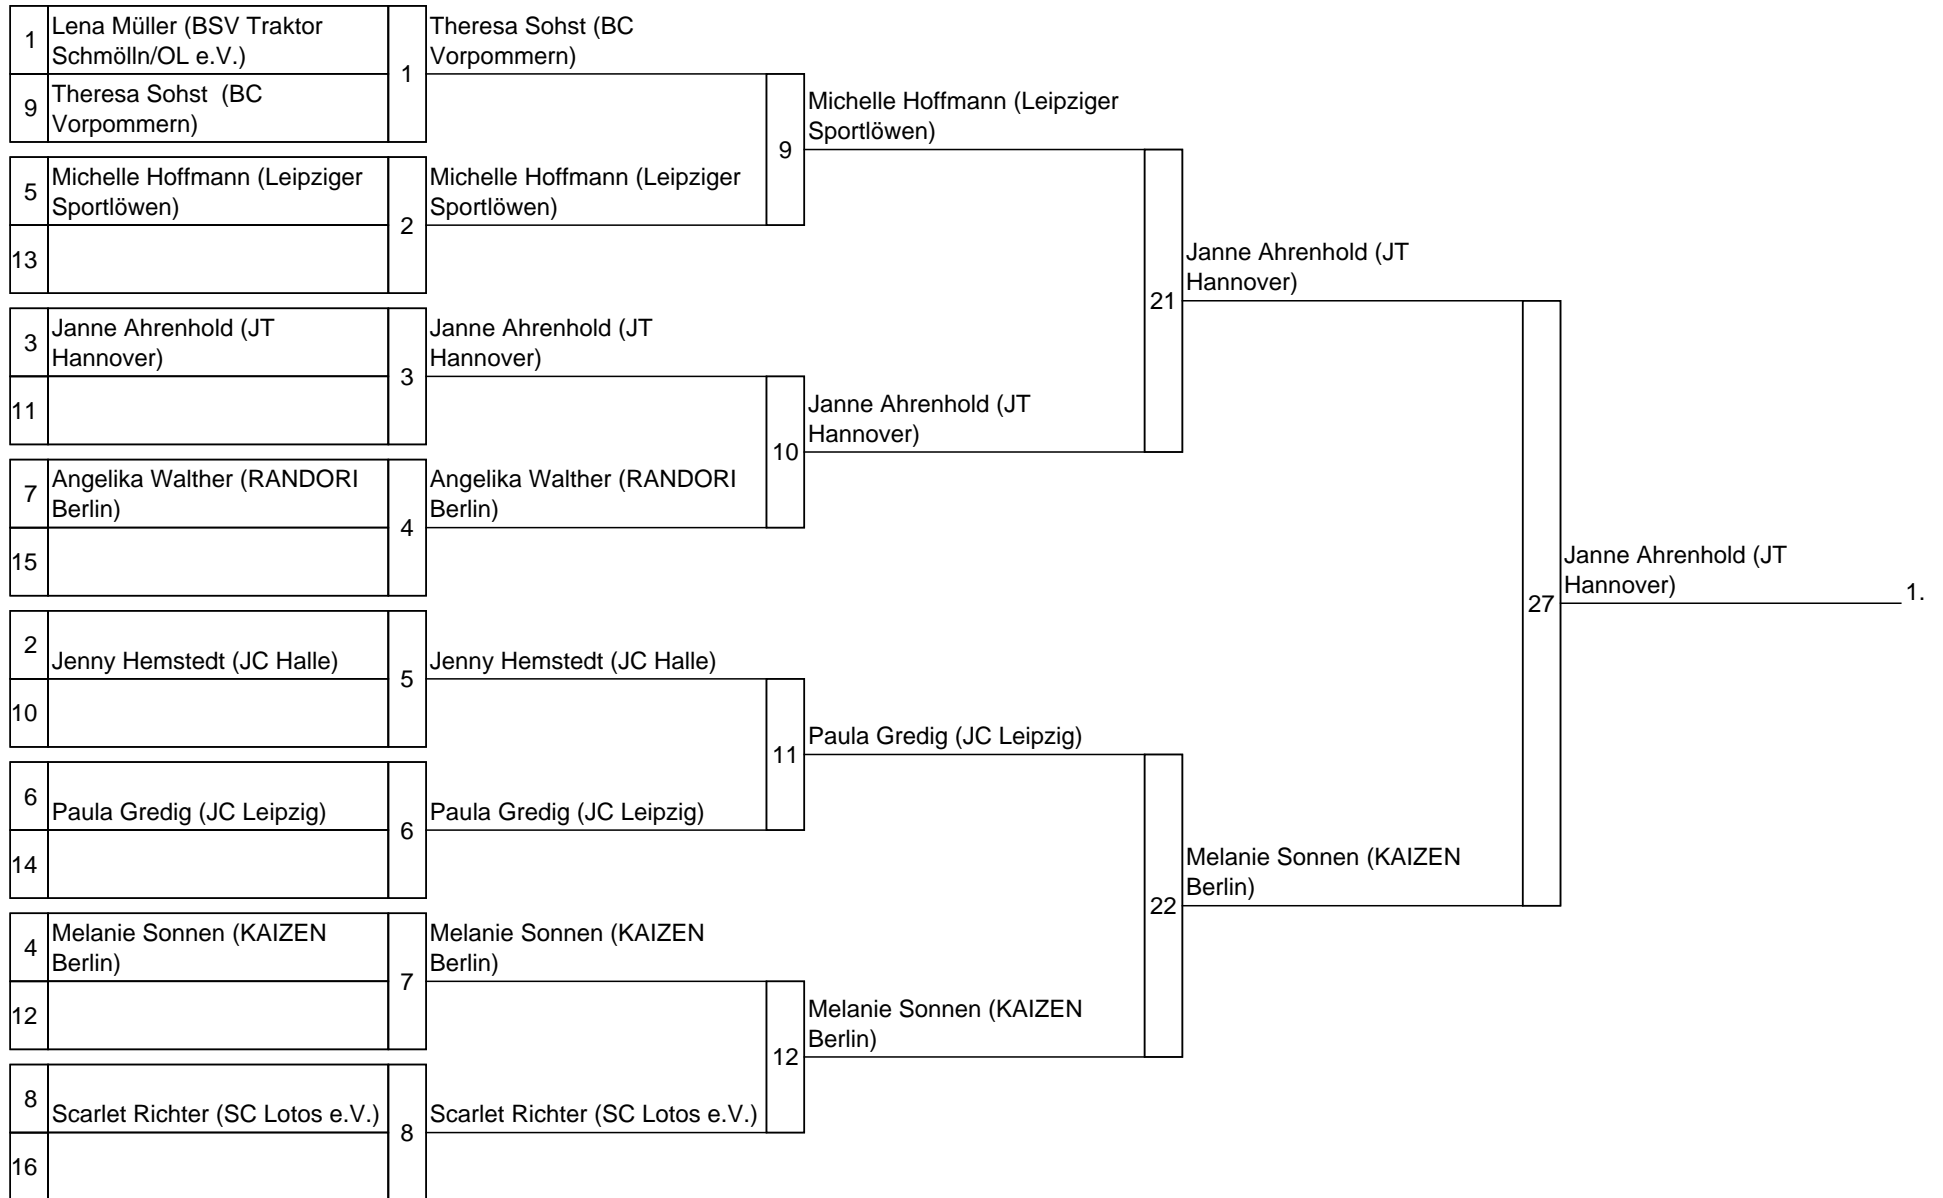 1
Lena Müller (BSV Traktor
Schmölln/OL e.V.)
9
Theresa Sohst  (BC
Vorpommern)
1
Theresa Sohst (BC
Vorpommern)
5
Michelle Hoffmann (Leipziger
Sportlöwen)
13
2
Michelle Hoffmann (Leipziger
Sportlöwen)
9
Michelle Hoffmann (Leipziger
Sportlöwen)
3
Janne Ahrenhold (JT
Hannover)
11
3
Janne Ahrenhold (JT
Hannover)
7
Angelika Walther (RANDORI
Berlin)
15
4
Angelika Walther (RANDORI
Berlin)
10
Janne Ahrenhold (JT
Hannover)
21
Janne Ahrenhold (JT
Hannover)
2
Jenny Hemstedt (JC Halle)
10
5
Jenny Hemstedt (JC Halle)
6
Paula Gredig (JC Leipzig)
14
6
Paula Gredig (JC Leipzig)
11
Paula Gredig (JC Leipzig)
4
Melanie Sonnen (KAIZEN
Berlin)
12
7
Melanie Sonnen (KAIZEN
Berlin)
8
Scarlet Richter (SC Lotos e.V.)
16
8
Scarlet Richter (SC Lotos e.V.)
12
Melanie Sonnen (KAIZEN
Berlin)
22
Melanie Sonnen (KAIZEN
Berlin)
27
Janne Ahrenhold (JT
Hannover)
1.